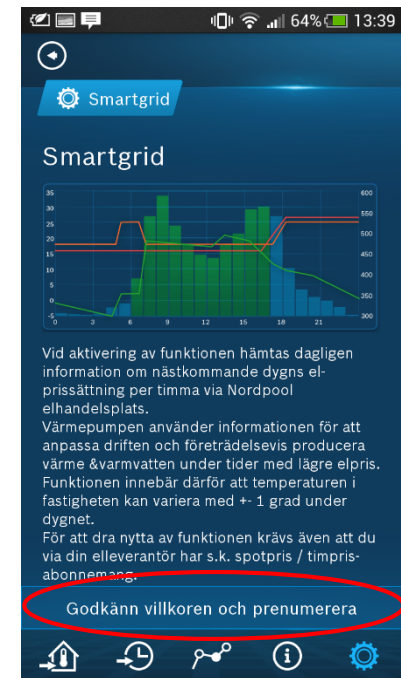 64% 13:39
Smartgrid
Smartgrid
35 600
30
550
25
20 500
15 450
10
400
5
0 350
-5 300
0 3 6 9 12 15 18 21
Vid aktivering av funktionen hämtas dagligen
information om nästkommande dygns el-
prissättning per timma via Nordpool
elhandelsplats.
Värmepumpen använder informationen för att
anpassa driften och företrädelsevis producera
värme &varmvatten under tider med lägre elpris.
Funktionen innebär därför att temperaturen i
fastigheten kan variera med +- 1 grad under
dygnet.
För att dra nytta av funktionen krävs även att du
via din elleverantör har s.k. spotpris / timpris-
abonnemang.
Godkänn villkoren och prenumerera